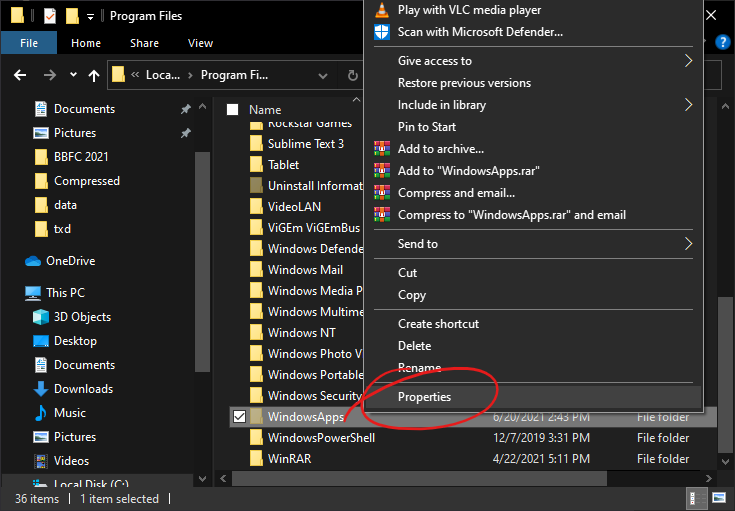 Program Files
File
Home
Share
View
Loca...
Program Fi...
Documents
Pictures
BBFC 2021
Compressed
data
txd
OneDrive
This PC
3D Objects
Desktop
Documents
Downloads
Music
Pictures
Videos
Local Disk (C:)
Name
Rockstar Games
Sublime Text 3
Tablet
Uninstall Informat
VideoLAN
ViGEm ViGEmBus
Windows Defende
Windows Mail
Windows Media P
Windows Multime
Windows NT
Windows Photo V
Windows Portable
Windows Security
WindowsApps 6/20/2021 2:43 PM File folder
WindowsPowerShell 12/7/2019 3:31 PM File folder
WinRAR 4/22/2021 5:11 PM File folder
Play with VLC media player
Scan with Microsoft Defender...
Give access to
Restore previous versions
Include in library
Pin to Start
Add to archive...
Add to "WindowsApps.rar"
Compress and email...
Compress to "WindowsApps.rar" and email
Send to
Cut
Copy
Create shortcut
Delete
Rename
Properties
36 items
1 item selected